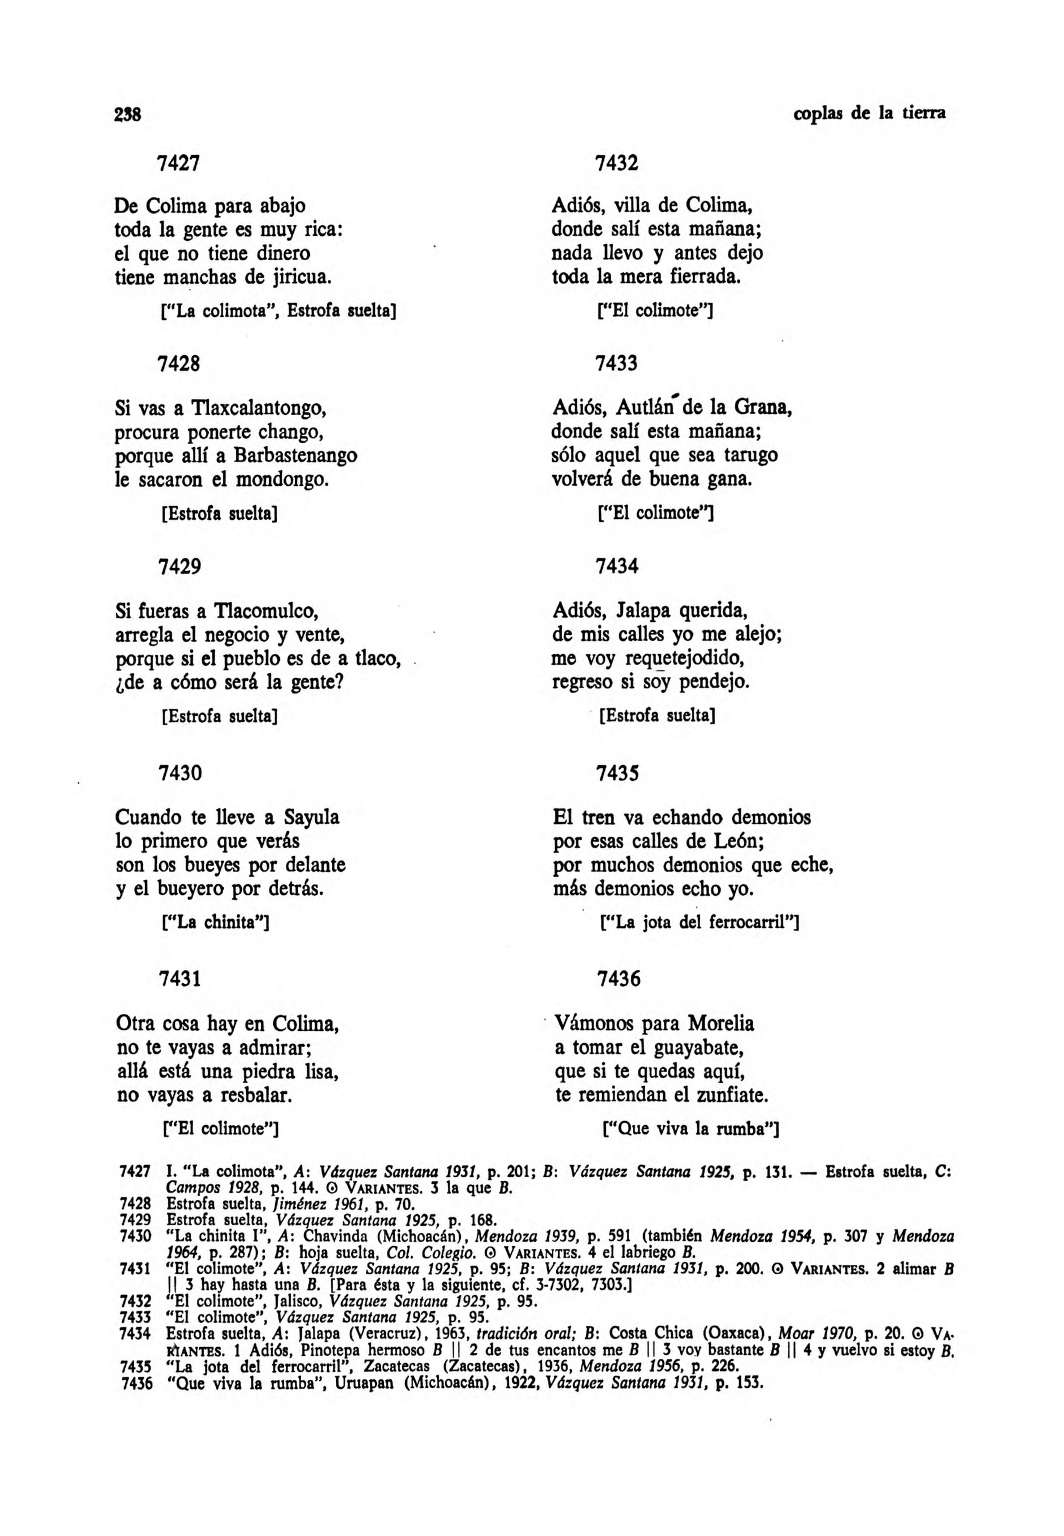 238 coplas de la tierra
7427
De Colima para abajo
toda la gente es muy rica:
el que no tiene dinero
tiene manchas de jiricua.
["La colimota", Estrofa suelta]
7428
Si vas a Tlaxcalantongo,
procura ponerte chango,
porque allí a Barbastenango
le sacaron el mondongo.
[Estrofa suelta]
7429
Si fueras a Tlacomulco,
arregla el negocio y vente,
porque si el pueblo es de a tlaco,
¿de a cómo será la gente?
[Estrofa suelta]
7430
Cuando te lleve a Sayula
lo primero que verás
son los bueyes por delante
y el bueyero por detrás.
["La chinita"]
7431
Otra cosa hay en Colima,
no te vayas a admirar;
allá está una piedra lisa,
no vayas a resbalar.
["El colimote"]
7432
Adiós, villa de Colima,
donde salí esta mañana;
nada llevo y antes dejo
toda la mera fierrada.
["El colimote"]
7433
Adiós, Autlán de la Grana,
donde salí esta mañana;
sólo aquel que sea tarugo
volverá de buena gana.
["El colimote"]
7434
Adiós, Jalapa querida,
de mis calles yo me alejo;
me voy requetejodido,
regreso si soy pendejo.
[Estrofa suelta]
7435
El tren va echando demonios
por esas calles de León;
por muchos demonios que eche,
más demonios echo yo.
["La jota del ferrocarril"]
7436
Vámonos para Morelia
a tomar el guayabate,
que si te quedas aquí,
te remiendan el zunfiate.
["Que viva la rumba"]
7427 I. "La colimota", A: Vázquez Santana 1931, p. 201; B: Vázquez Santana 1925, p. 131. — Estrofa suelta, C:
Campos 1928, p. 144. ⊙ VARIANTES. 3 la que B.
7428 Estrofa suelta, Jiménez 1961, p. 70.
7429 Estrofa suelta, Vázquez Santana 1925, p. 168.
7430 "La chinita I", A: Chavinda (Michoacán), Mendoza 1939, p. 591 (también Mendoza 1954, p. 307 y Mendoza
1964, p. 287); B: hoja suelta, Col. Colegio. ⊙ VARIANTES. 4 el labriego B.
7431 "El colimote", A: Vázquez Santana 1925, p. 95; B: Vázquez Santana 1931, p. 200. ⊙ VARIANTES. 2 alimar B
|| 3 hay hasta una B. [Para ésta y la siguiente, cf. 3-7302, 7303.]
7432 "El colimote", Jalisco, Vázquez Santana 1925, p. 95.
7433 "El colimote", Vázquez Santana 1925, p. 95.
7434 Estrofa suelta, A: Jalapa (Veracruz), 1963, tradición oral; B: Costa Chica (Oaxaca), Moar 1970, p. 20. ⊙ VA-
RIANTES. 1 Adiós, Pinotepa hermoso B || 2 de tus encantos me B || 3 voy bastante B || 4 y vuelvo si estoy B.
7435 "La jota del ferrocarril", Zacatecas (Zacatecas), 1936, Mendoza 1956, p. 226.
7436 "Que viva la rumba", Uruapan (Michoacán), 1922, Vázquez Santana 1931, p. 153.